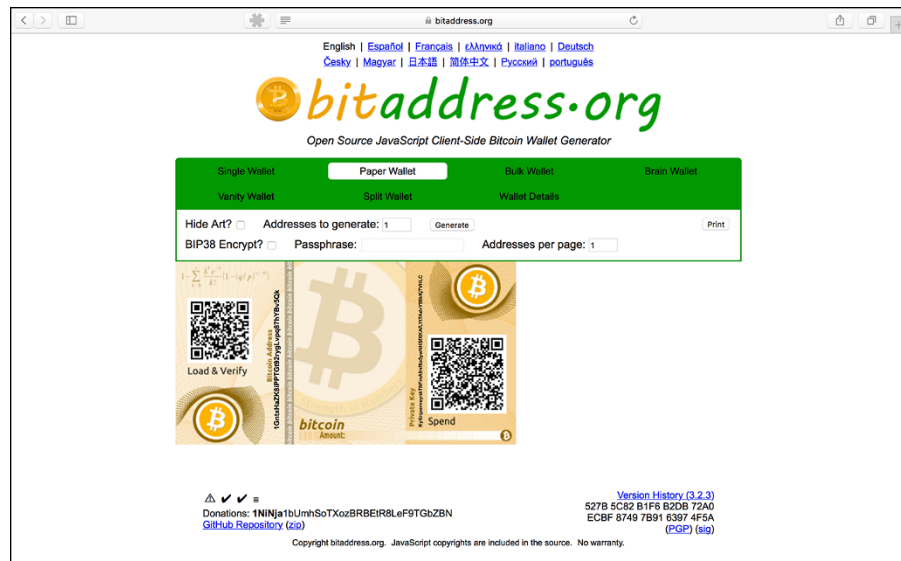 bitaddress.org
English | Español | Français | ελληνικά | italiano | Deutsch
Česky | Magyar | 日本語 | 简体中文 | Русский | português
bitaddress.org
Open Source JavaScript Client-Side Bitcoin Wallet Generator
Single Wallet Paper Wallet Bulk Wallet Brain Wallet
Vanity Wallet Split Wallet Wallet Details
Hide Art? Addresses to generate: 1 Generate Print
BIP38 Encrypt? Passphrase: Addresses per page: 1
Load & Verify
Bitcoin Address
bitcoin
Amount:
Private Key
Spend
Donations: 1NiNja1bUmhSoTXozBRBEtR8LeF9TGbZBN
GitHub Repository (zip)
Version History (3.2.3)
527B 5C82 B1F6 B2DB 72A0
ECBF 8749 7B91 6397 4F5A
(PGP) (sig)
Copyright bitaddress.org. JavaScript copyrights are included in the source. No warranty.